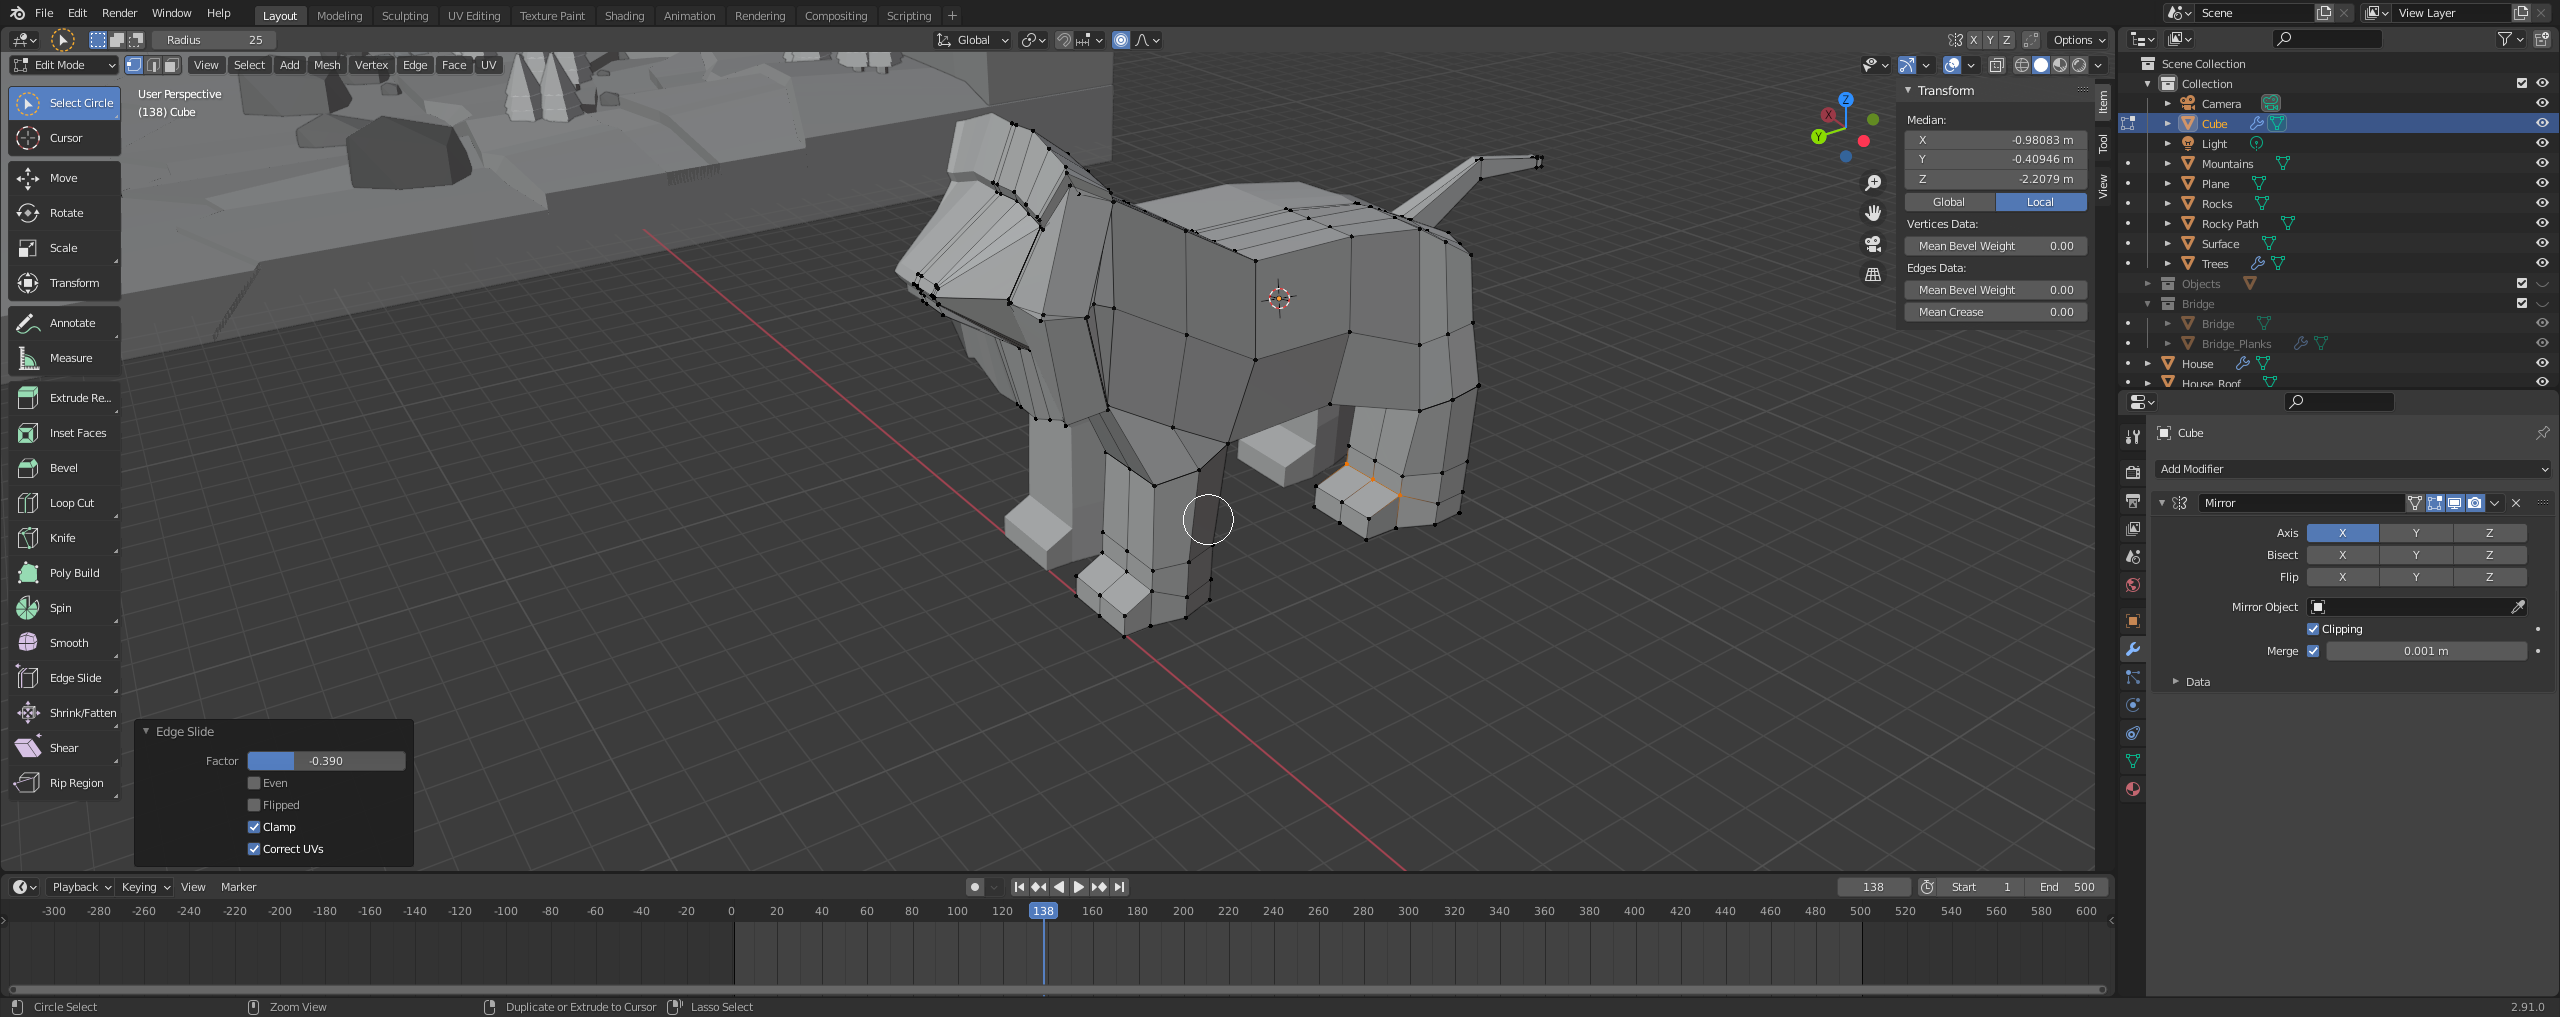 File Edit Render Window Help
Layout Modeling Sculpting UV Editing Texture Paint Shading Animation Rendering Compositing Scripting +
Scene
View Layer
Radius 25
Global
X Y Z
Options
Edit Mode
View Select Add Mesh Vertex Edge Face UV
User Perspective
(138) Cube
Select Circle
Cursor
Move
Rotate
Scale
Transform
Annotate
Measure
Extrude Re...
Inset Faces
Bevel
Loop Cut
Knife
Poly Build
Spin
Smooth
Edge Slide
Shrink/Fatten
Shear
Rip Region
Z
X
Y
Transform
Median:
X -0.98083 m
Y -0.40946 m
Z -2.2079 m
Global Local
Vertices Data:
Mean Bevel Weight 0.00
Edges Data:
Mean Bevel Weight 0.00
Mean Crease 0.00
Item
Tool
View
Edge Slide
Factor -0.390
Even
Flipped
Clamp
Correct UVs
Scene Collection
Collection
Camera
Cube
Light
Mountains
Plane
Rocks
Rocky Path
Surface
Trees
Objects
Bridge
Bridge
Bridge_Planks
House
House_Roof
Cube
Add Modifier
Mirror
Axis X Y Z
Bisect X Y Z
Flip X Y Z
Mirror Object
Clipping
Merge 0.001 m
Data
Playback Keying View Marker
138 Start 1 End 500
-300 -280 -260 -240 -220 -200 -180 -160 -140 -120 -100 -80 -60 -40 -20 0 20 40 60 80 100 120 138 160 180 200 220 240 260 280 300 320 340 360 380 400 420 440 460 480 500 520 540 560 580 600
Circle Select Zoom View Duplicate or Extrude to Cursor Lasso Select 2.91.0